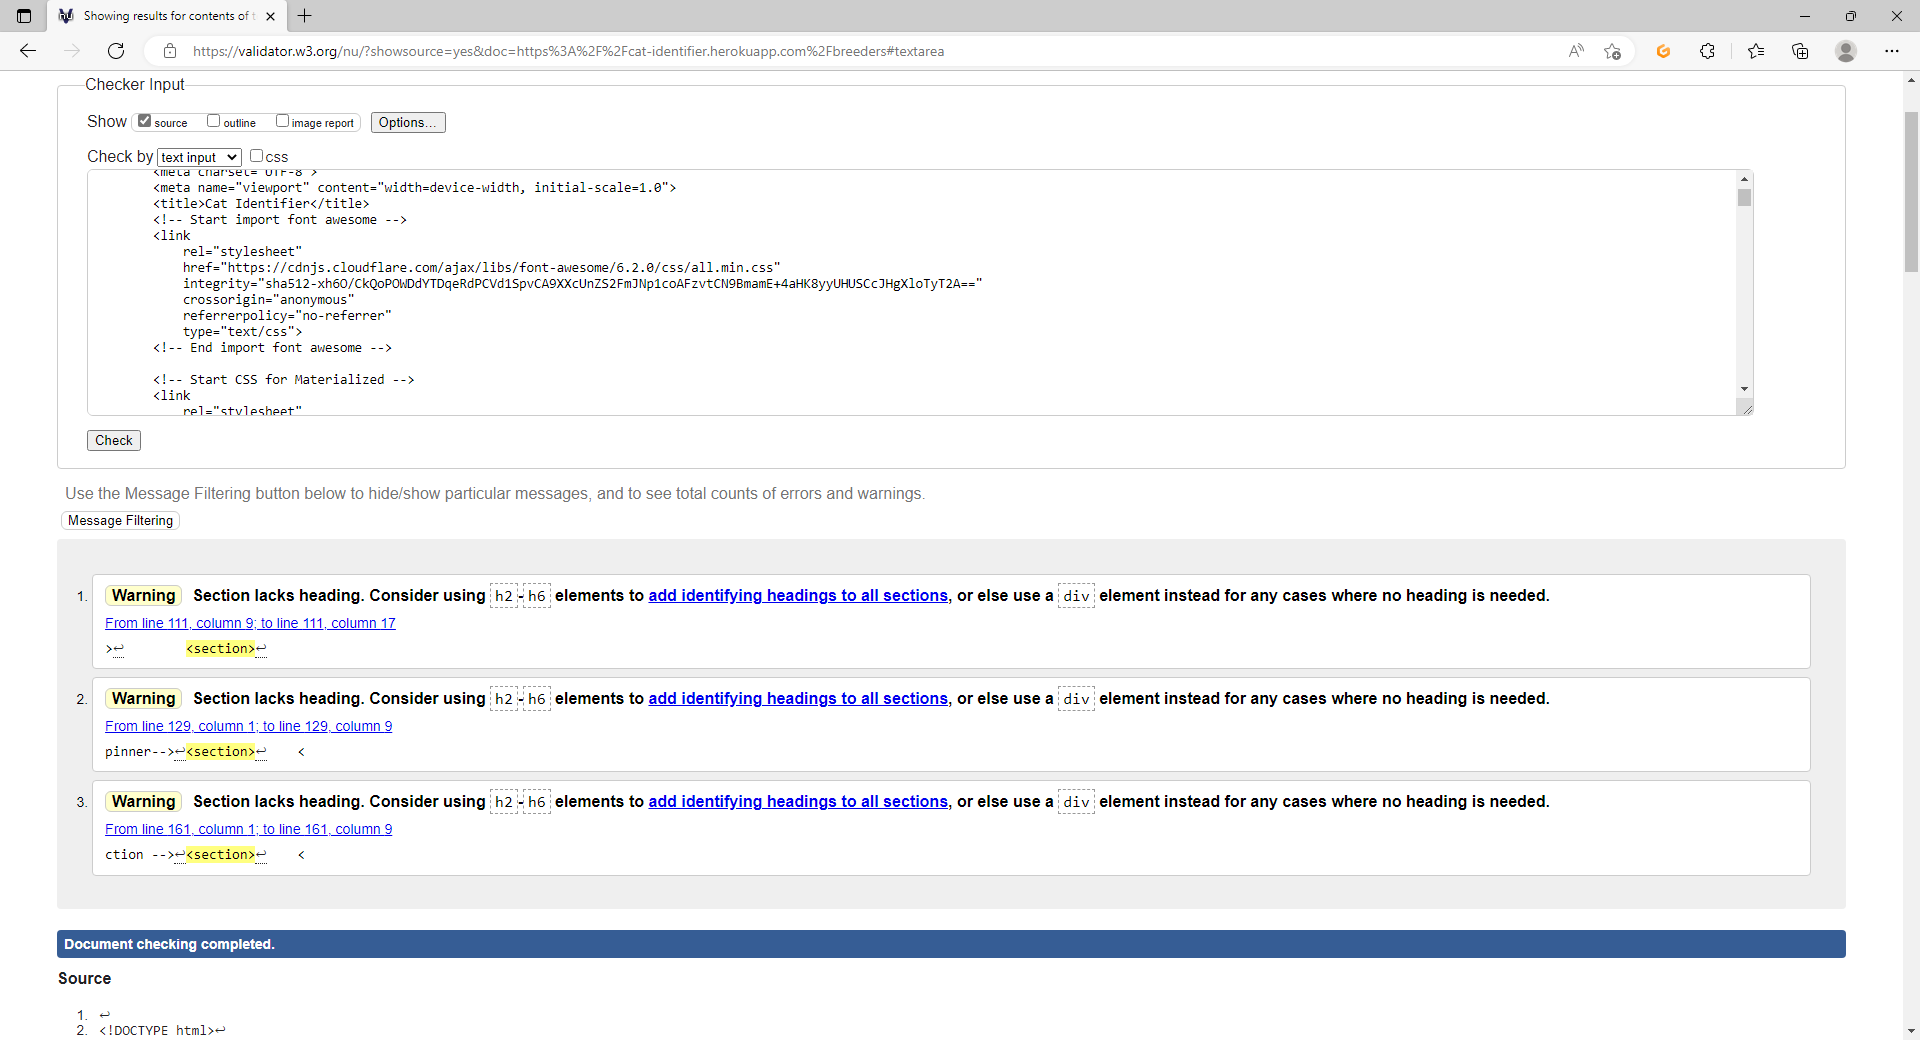 Showing results for contents of t
https://validator.w3.org/nu/?showsource=yes&doc=https%3A%2F%2Fcat-identifier.herokuapp.com%2Fbreeders#textarea
Checker Input
Show source outline image report Options...
Check by text input css
<meta charset="UTF-8">
<meta name="viewport" content="width=device-width, initial-scale=1.0">
<title>Cat Identifier</title>
<!-- Start import font awesome -->
<link
rel="stylesheet"
href="https://cdnjs.cloudflare.com/ajax/libs/font-awesome/6.2.0/css/all.min.css"
integrity="sha512-xh6O/CkQoPOWDdYTDqeRdPCVd1SpvCA9XXcUnZS2FmJNp1coAFzvtCN9BmamE+4aHK8yyUHUSCcJHgXloTyT2A=="
crossorigin="anonymous"
referrerpolicy="no-referrer"
type="text/css">
<!-- End import font awesome -->
<!-- Start CSS for Materialized -->
<link
rel="stylesheet"
Check
Use the Message Filtering button below to hide/show particular messages, and to see total counts of errors and warnings.
Message Filtering
1. Warning Section lacks heading. Consider using h2-h6 elements to add identifying headings to all sections, or else use a div element instead for any cases where no heading is needed.
From line 111, column 9; to line 111, column 17
>↩ <section>↩
2. Warning Section lacks heading. Consider using h2-h6 elements to add identifying headings to all sections, or else use a div element instead for any cases where no heading is needed.
From line 129, column 1; to line 129, column 9
pinner-->↩<section>↩ <
3. Warning Section lacks heading. Consider using h2-h6 elements to add identifying headings to all sections, or else use a div element instead for any cases where no heading is needed.
From line 161, column 1; to line 161, column 9
ction -->↩<section>↩ <
Document checking completed.
Source
1. ↩
2. <!DOCTYPE html>↩